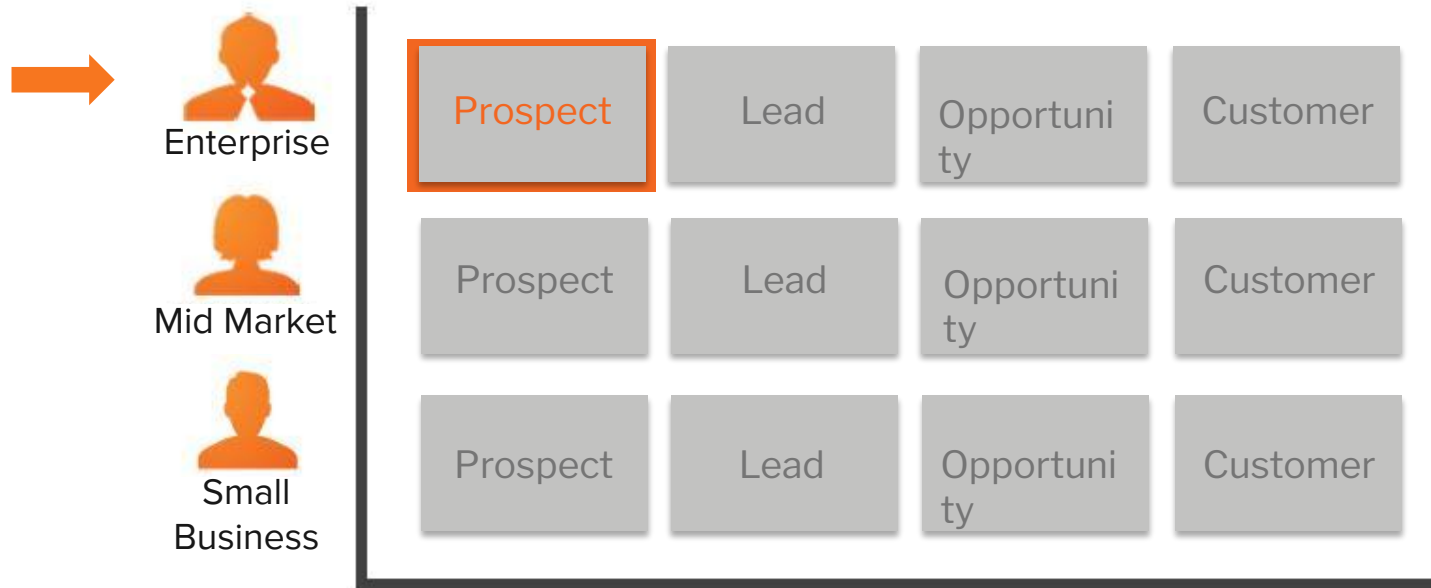 Enterprise
Prospect
Lead
Opportuni
ty
Customer
Mid Market
Prospect
Lead
Opportuni
ty
Customer
Small
Business
Prospect
Lead
Opportuni
ty
Customer